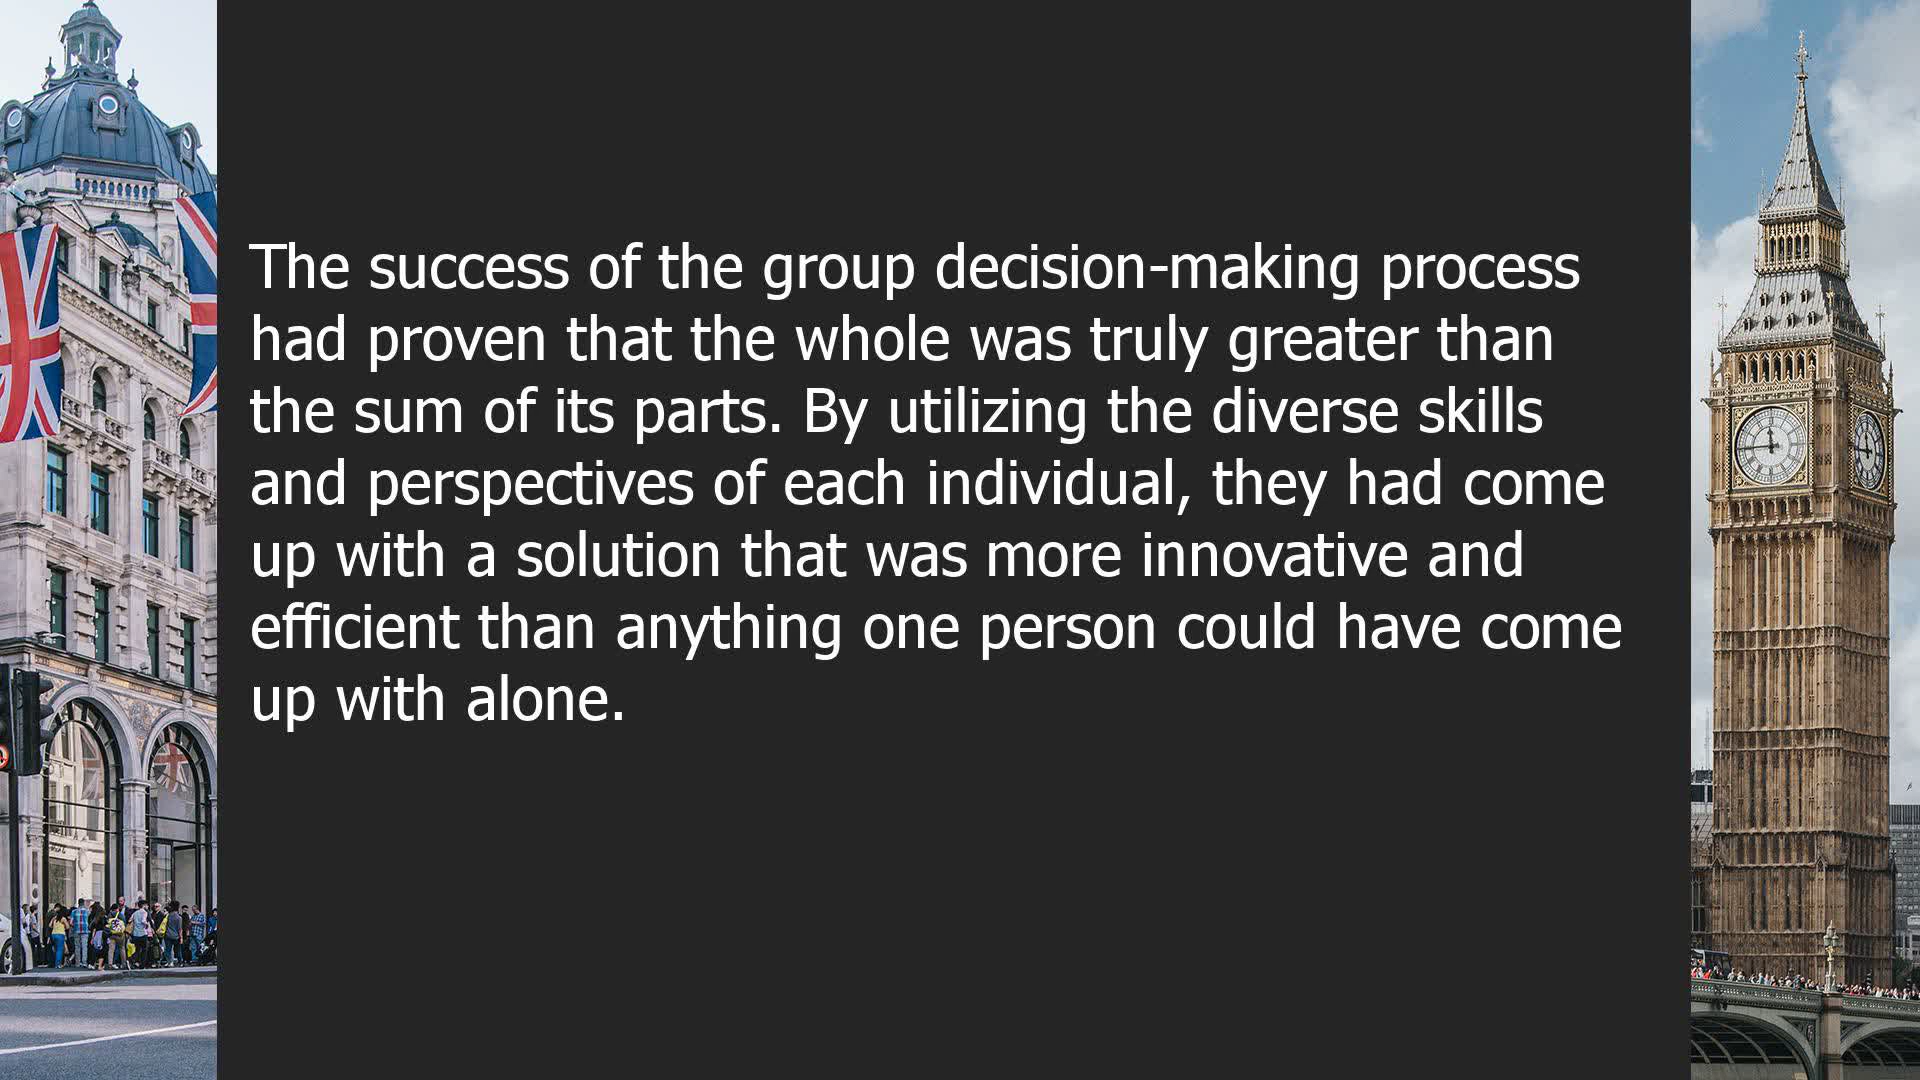 The success of the group decision-making process
had proven that the whole was truly greater than
the sum of its parts. By utilizing the diverse skills
and perspectives of each individual, they had come
up with a solution that was more innovative and
efficient than anything one person could have come
up with alone.